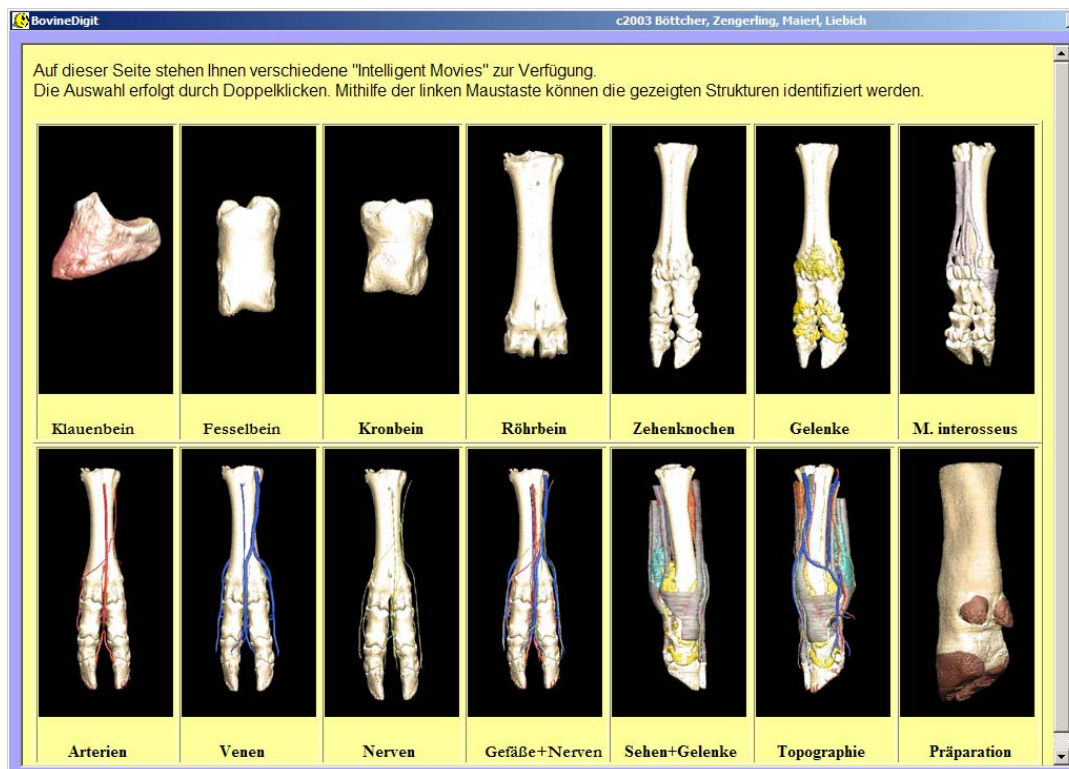 BovineDigit
c2003 Böttcher, Zengerling, Maierl, Liebich
Auf dieser Seite stehen Ihnen verschiedene "Intelligent Movies" zur Verfügung.
Die Auswahl erfolgt durch Doppelklicken. Mithilfe der linken Maustaste können die gezeigten Strukturen identifiziert werden.
Klauenbein
Fesselbein
Kronbein
Röhrbein
Zehenknochen
Gelenke
M. interosseus
Arterien
Venen
Nerven
Gefäße+Nerven
Sehen+Gelenke
Topographie
Präparation